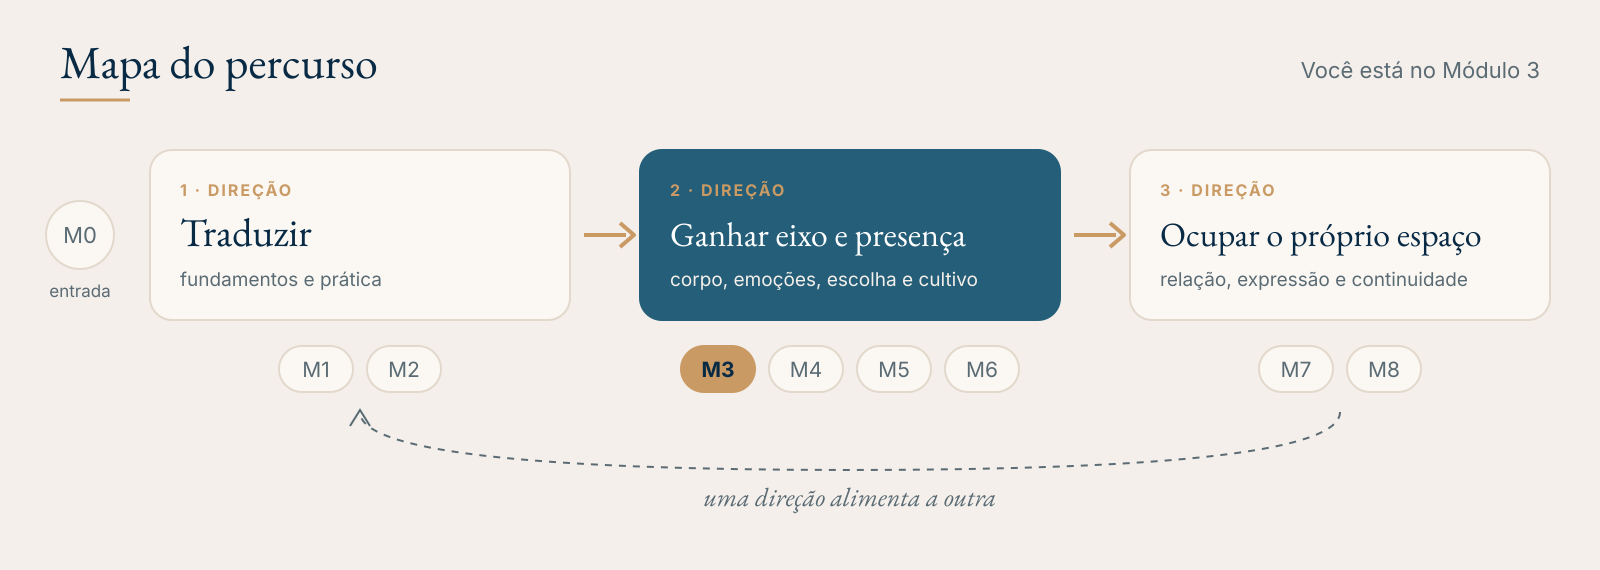 Mapa do percurso
Você está no Módulo 3
M0
entrada
1 · DIREÇÃO
Traduzir
fundamentos e prática
2 · DIREÇÃO
Ganhar eixo e presença
corpo, emoções, escolha e cultivo
3 · DIREÇÃO
Ocupar o próprio espaço
relação, expressão e continuidade
M1 M2
M3 M4 M5 M6
M7 M8
uma direção alimenta a outra